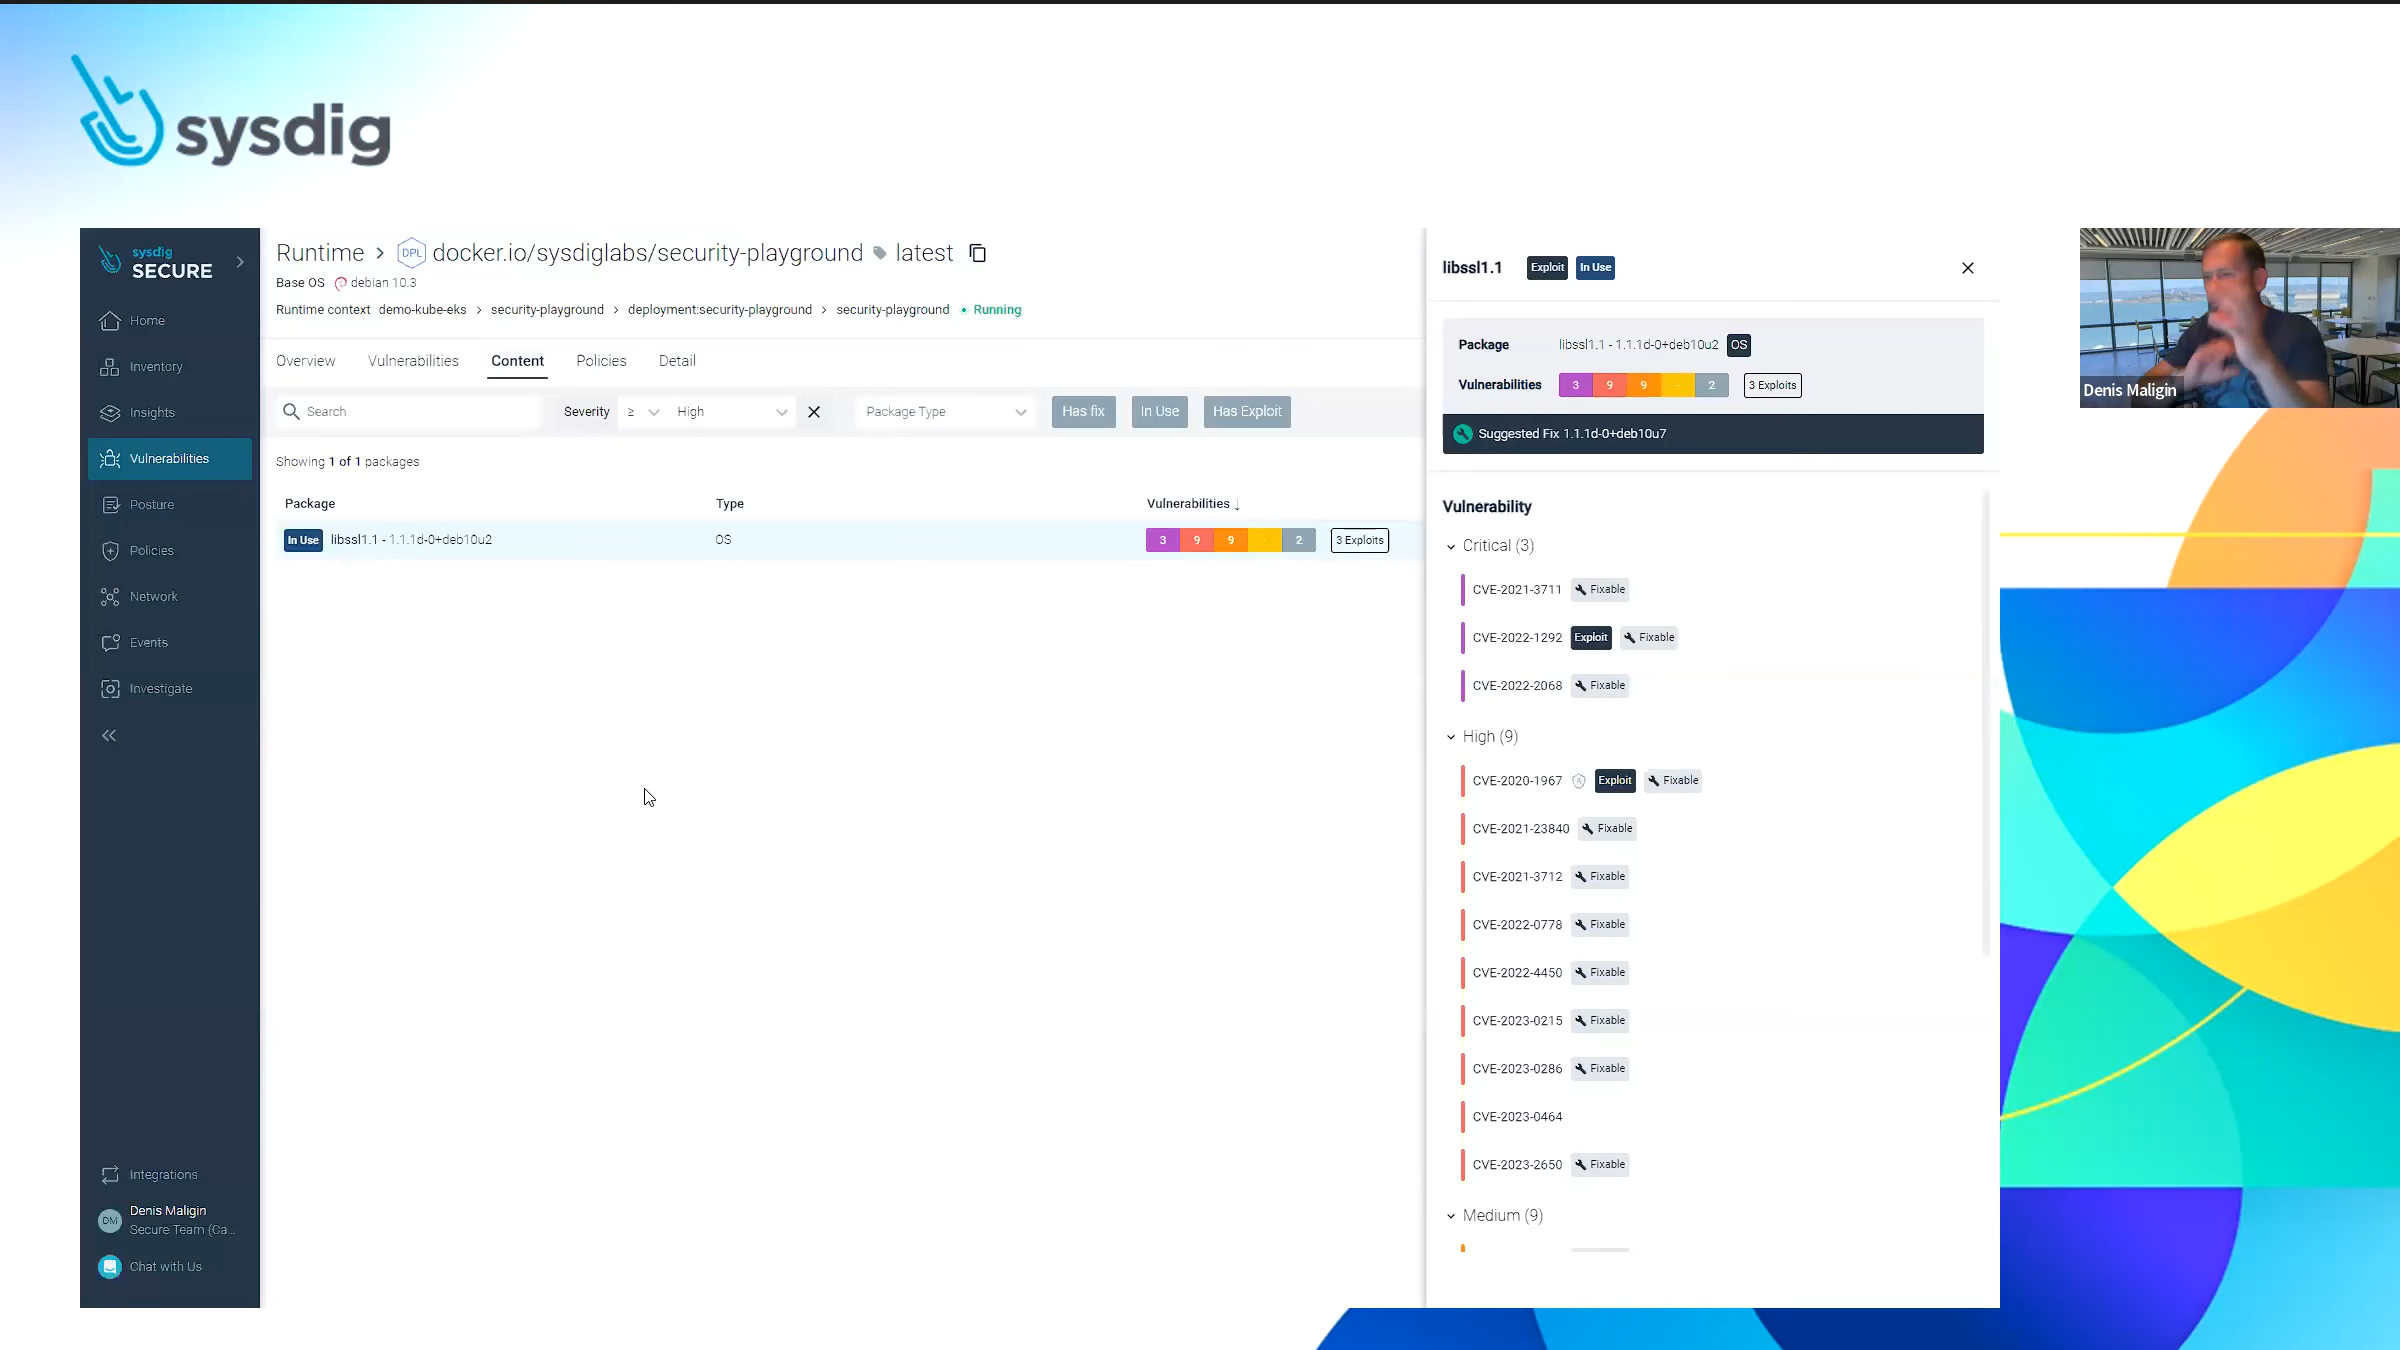 sysdig
sysdig
SECURE
Home
Inventory
Insights
Vulnerabilities
Posture
Policies
Network
Events
Investigate
Integrations
DM
Denis Maligin
Secure Team (Ca...
Chat with Us
Runtime > DPL docker.io/sysdiglabs/security-playground latest
Base OS debian 10.3
Runtime context demo-kube-eks > security-playground > deployment:security-playground > security-playground • Running
Overview Vulnerabilities Content Policies Detail
Search Severity ≥ High Package Type Has fix In Use Has Exploit
Showing 1 of 1 packages
Package Type Vulnerabilities ↓
In Use libssl1.1 - 1.1.1d-0+deb10u2 OS 3 9 9 - 2 3 Exploits
libssl1.1 Exploit In Use
Package libssl1.1 - 1.1.1d-0+deb10u2 OS
Vulnerabilities 3 9 9 - 2 3 Exploits
Suggested Fix 1.1.1d-0+deb10u7
Vulnerability
Critical (3)
CVE-2021-3711 Fixable
CVE-2022-1292 Exploit Fixable
CVE-2022-2068 Fixable
High (9)
CVE-2020-1967 Exploit Fixable
CVE-2021-23840 Fixable
CVE-2021-3712 Fixable
CVE-2022-0778 Fixable
CVE-2022-4450 Fixable
CVE-2023-0215 Fixable
CVE-2023-0286 Fixable
CVE-2023-0464
CVE-2023-2650 Fixable
Medium (9)
Denis Maligin